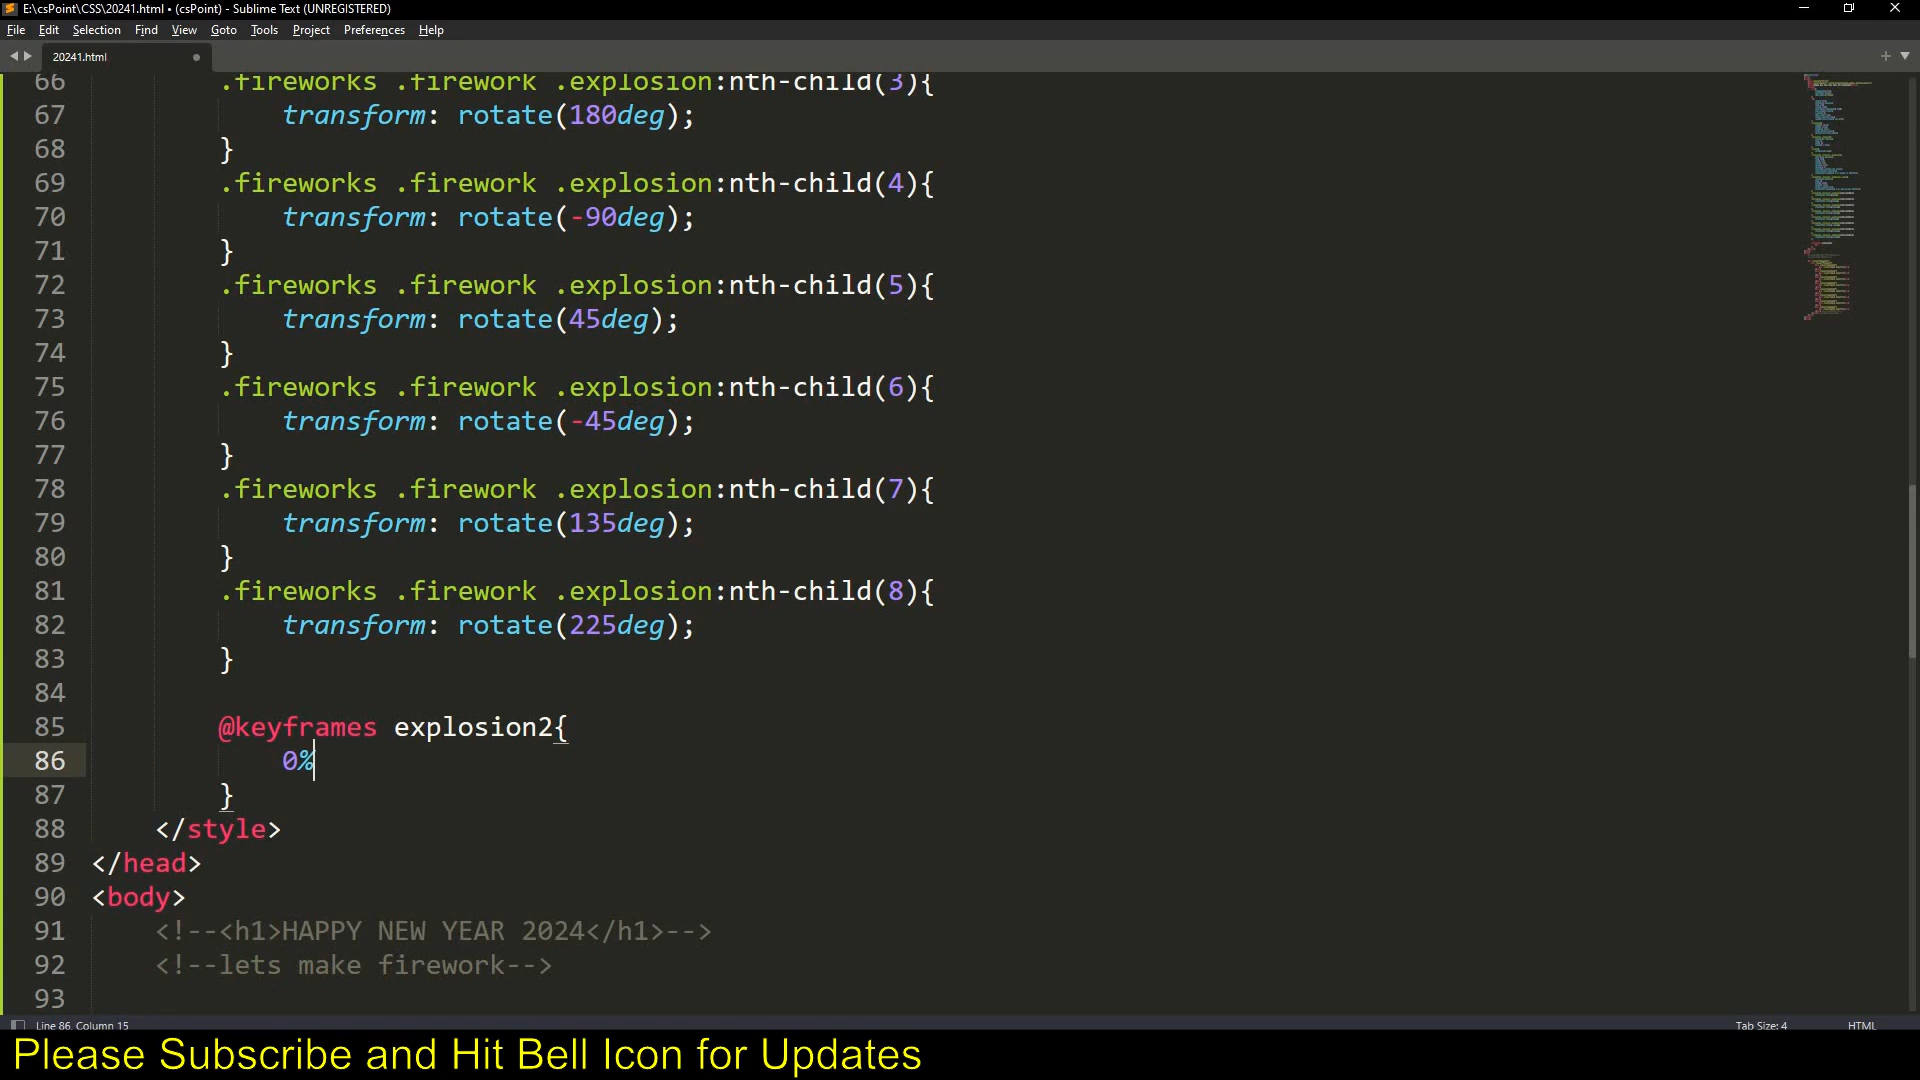 E:\csPoint\CSS\20241.html • (csPoint) - Sublime Text (UNREGISTERED)
File Edit Selection Find View Goto Tools Project Preferences Help
20241.html
66 .fireworks .firework .explosion:nth-child(3){
67 transform: rotate(180deg);
68 }
69 .fireworks .firework .explosion:nth-child(4){
70 transform: rotate(-90deg);
71 }
72 .fireworks .firework .explosion:nth-child(5){
73 transform: rotate(45deg);
74 }
75 .fireworks .firework .explosion:nth-child(6){
76 transform: rotate(-45deg);
77 }
78 .fireworks .firework .explosion:nth-child(7){
79 transform: rotate(135deg);
80 }
81 .fireworks .firework .explosion:nth-child(8){
82 transform: rotate(225deg);
83 }
84
85 @keyframes explosion2{
86 0%
87 }
88 </style>
89 </head>
90 <body>
91 <!--<h1>HAPPY NEW YEAR 2024</h1>-->
92 <!--lets make firework-->
93
Line 86, Column 15 Tab Size: 4 HTML
Please Subscribe and Hit Bell Icon for Updates